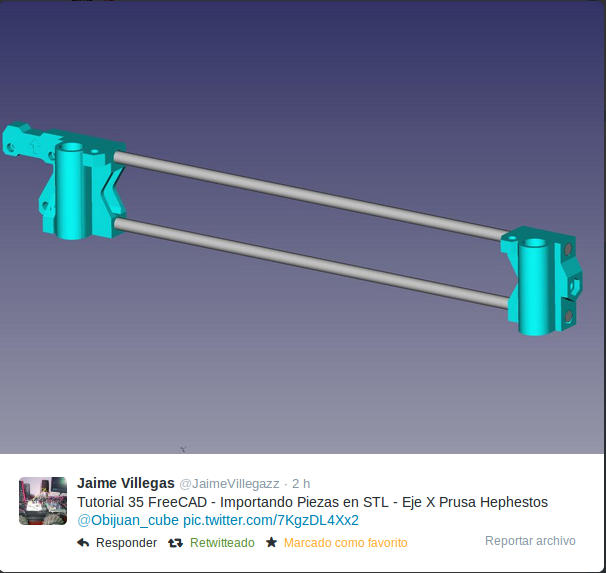 Jaime Villegas @JaimeVillegazz · 2 h
Tutorial 35 FreeCAD - Importando Piezas en STL - Eje X Prusa Hephestos
@Obijuan_cube pic.twitter.com/7KgzDL4Xx2
Responder Retwitteado Marcado como favorito Reportar archivo